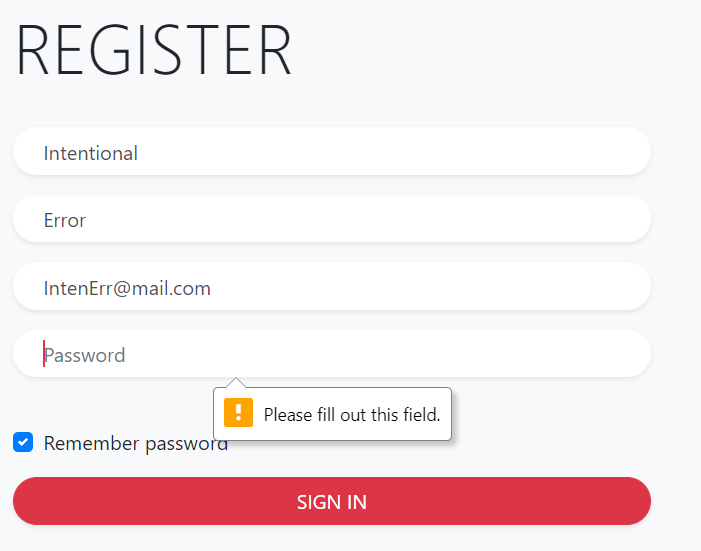 REGISTER
Intentional
Error
IntenErr@mail.com
Password
Please fill out this field.
Remember password
SIGN IN